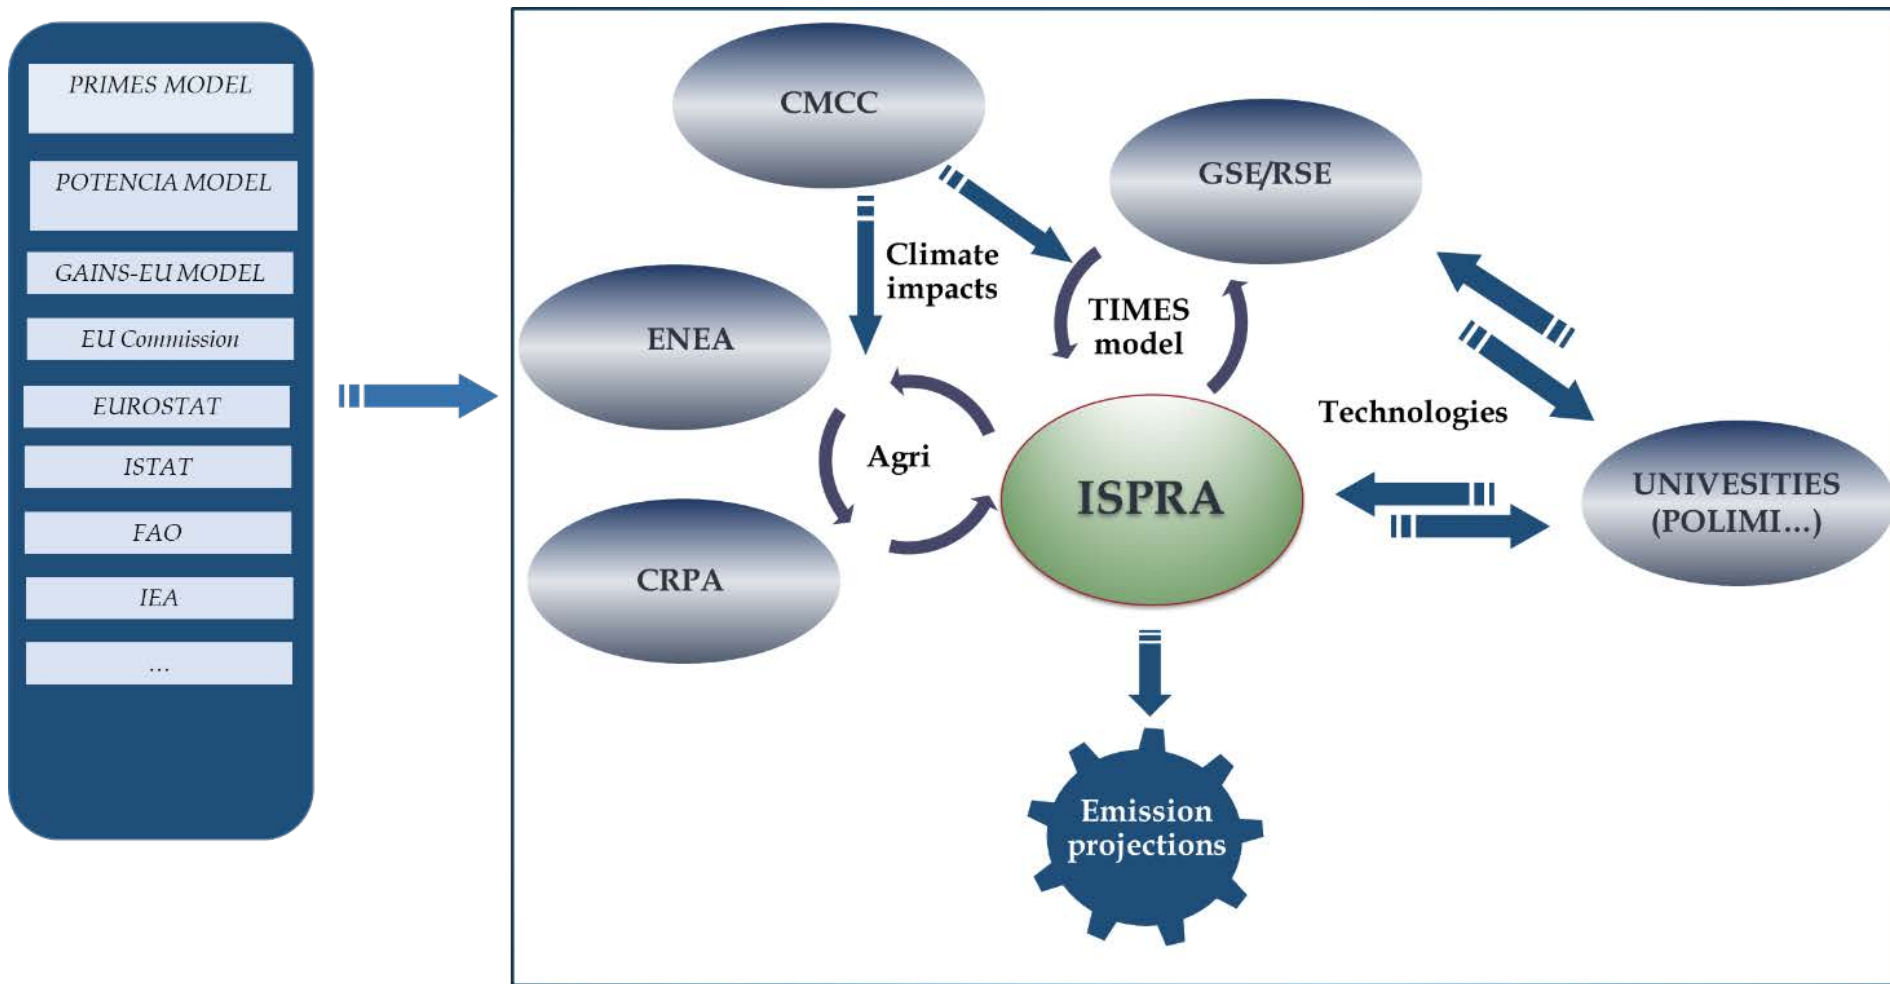 PRIMES MODEL
POTENCIA MODEL
GAINS-EU MODEL
EU Commission
EUROSTAT
ISTAT
FAO
IEA
…
CMCC
GSE/RSE
Climate
impacts
TIMES
model
ENEA
Agri
CRPA
ISPRA
Technologies
UNIVESITIES
(POLIMI…)
Emission
projections